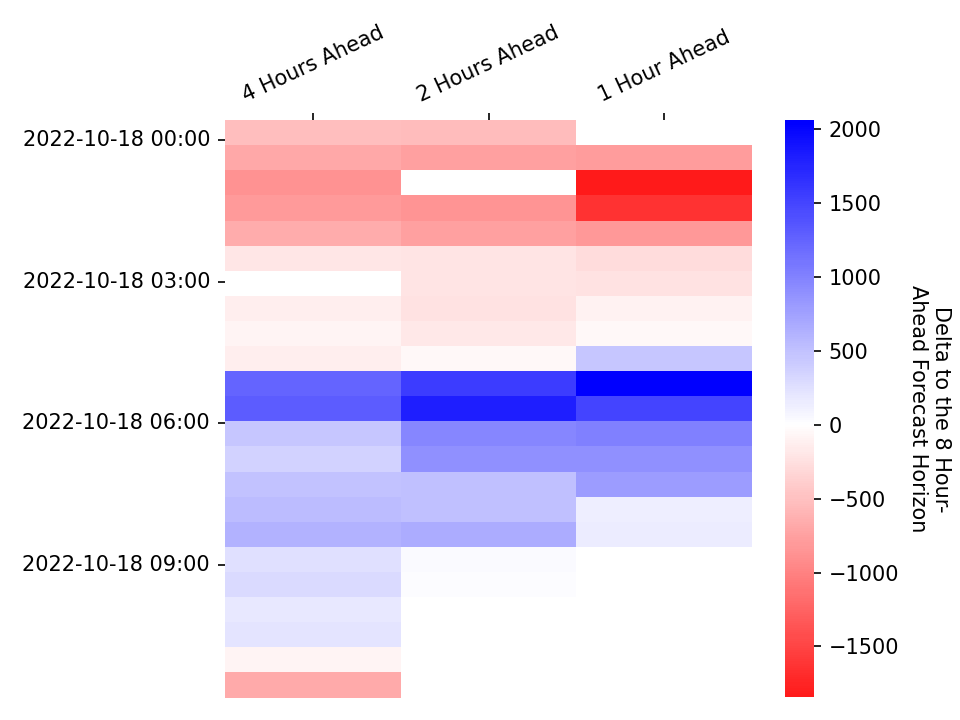 4 Hours Ahead
2 Hours Ahead
1 Hour Ahead
2022-10-18 00:00
2022-10-18 03:00
2022-10-18 06:00
2022-10-18 09:00
2000
1500
1000
500
0
−500
−1000
−1500
Delta to the 8 Hour-
Ahead Forecast Horizon